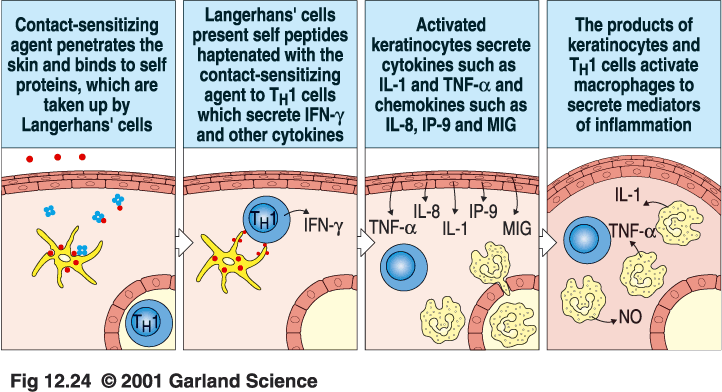 Contact-sensitizing
agent penetrates the
skin and binds to self
proteins, which are
taken up by
Langerhans' cells
Langerhans' cells
present self peptides
haptenated with the
contact-sensitizing
agent to TH1 cells
which secrete IFN-γ
and other cytokines
Activated
keratinocytes secrete
cytokines such as
IL-1 and TNF-α and
chemokines such as
IL-8, IP-9 and MIG
The products of
keratinocytes and
TH1 cells activate
macrophages to
secrete mediators
of inflammation
TH1
TH1
IFN-γ
TNF-α
IL-8
IL-1
IP-9
MIG
IL-1
TNF-α
NO
Fig 12.24 © 2001 Garland Science